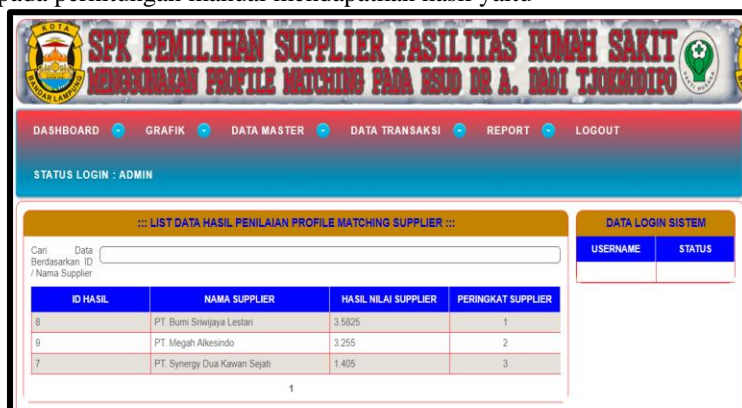 pada perhitungan manual mendapatkan hasil yaitu
KOTA
BANDAR LAMPUNG
SPK PEMILIHAN SUPPLIER FASILITAS RUMAH SAKIT
MENGGUNAKAN PROFILE MATCHING PADA RSUD DR A. DADI TJOKRODIPO
DASHBOARD GRAFIK DATA MASTER DATA TRANSAKSI REPORT LOGOUT
STATUS LOGIN : ADMIN
::: LIST DATA HASIL PENILAIAN PROFILE MATCHING SUPPLIER :::
Cari Data
Berdasarkan ID
/ Nama Supplier
ID HASIL NAMA SUPPLIER HASIL NILAI SUPPLIER PERINGKAT SUPPLIER
8 PT. Bumi Sriwijaya Lestari 3.5825 1
9 PT. Megah Alkesindo 3.255 2
7 PT. Synergy Dua Kawan Sejati 1.405 3
1
DATA LOGIN SISTEM
USERNAME STATUS